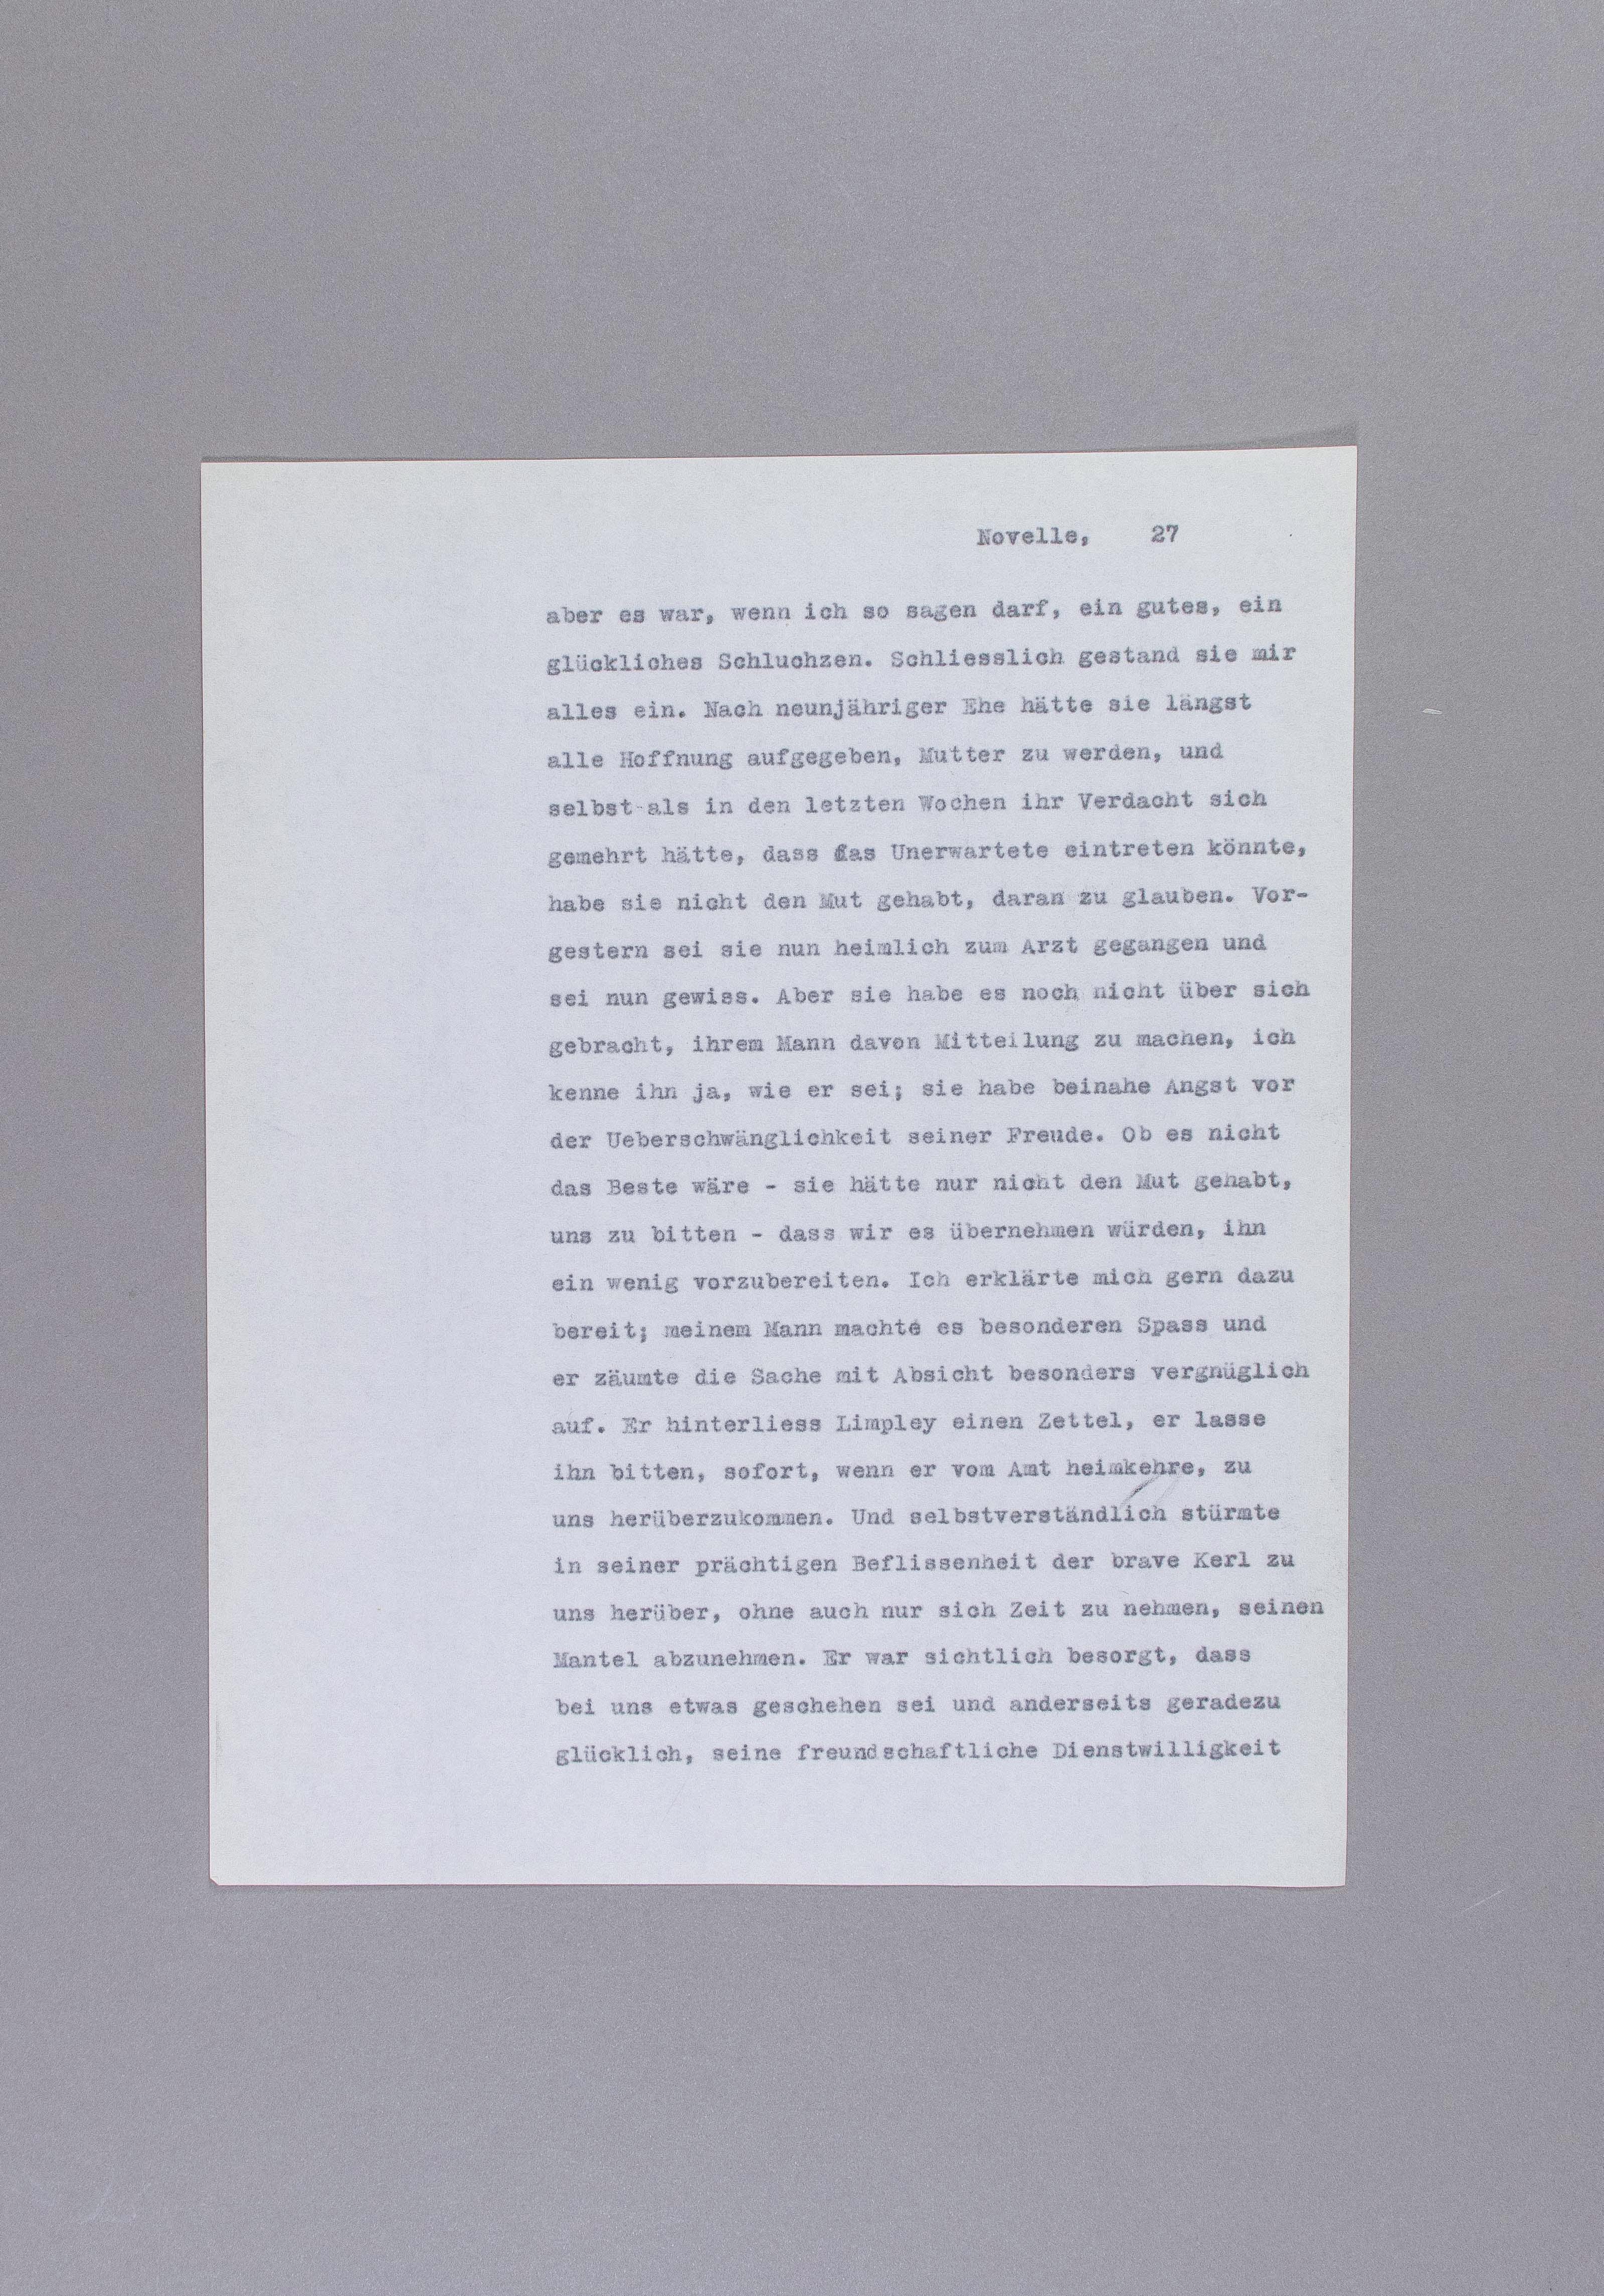 Novelle, 27
aber es war, wenn ich so sagen darf, ein gutes, ein
glückliches Schluchzen. Schliesslich gestand sie mir
alles ein. Nach neunjähriger Ehe hätte sie längst
alle Hoffnung aufgegeben, Mutter zu werden, und
selbst als in den letzten Wochen ihr Verdacht sich
gemehrt hätte, dass das Unerwartete eintreten könnte,
habe sie nicht den Mut gehabt, daran zu glauben. Vor-
gestern sei sie nun heimlich zum Arzt gegangen und
sei nun gewiss. Aber sie habe es noch nicht über sich
gebracht, ihrem Mann davon Mitteilung zu machen, ich
kenne ihn ja, wie er sei; sie habe beinahe Angst vor
der Ueberschwänglichkeit seiner Freude. Ob es nicht
das Beste wäre - sie hätte nur nicht den Mut gehabt,
uns zu bitten - dass wir es übernehmen würden, ihn
ein wenig vorzubereiten. Ich erklärte mich gern dazu
bereit; meinem Mann machte es besonderen Spass und
er zäumte die Sache mit Absicht besonders vergnüglich
auf. Er hinterliess Limpley einen Zettel, er lasse
ihn bitten, sofort, wenn er vom Amt heimkehre, zu
uns herüberzukommen. Und selbstverständlich stürmte
in seiner prächtigen Beflissenheit der brave Kerl zu
uns herüber, ohne auch nur sich Zeit zu nehmen, seinen
Mantel abzunehmen. Er war sichtlich besorgt, dass
bei uns etwas geschehen sei und anderseits geradezu
glücklich, seine freundschaftliche Dienstwilligkeit